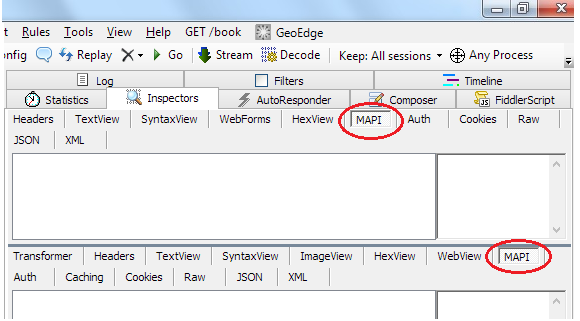 t Rules Tools View Help GET /book GeoEdge
onfig Replay Go Stream Decode Keep: All sessions Any Process
Log Filters Timeline
Statistics Inspectors AutoResponder Composer FiddlerScript
Headers TextView SyntaxView WebForms HexView MAPI Auth Cookies Raw
JSON XML
Transformer Headers TextView SyntaxView ImageView HexView WebView MAPI
Auth Caching Cookies Raw JSON XML